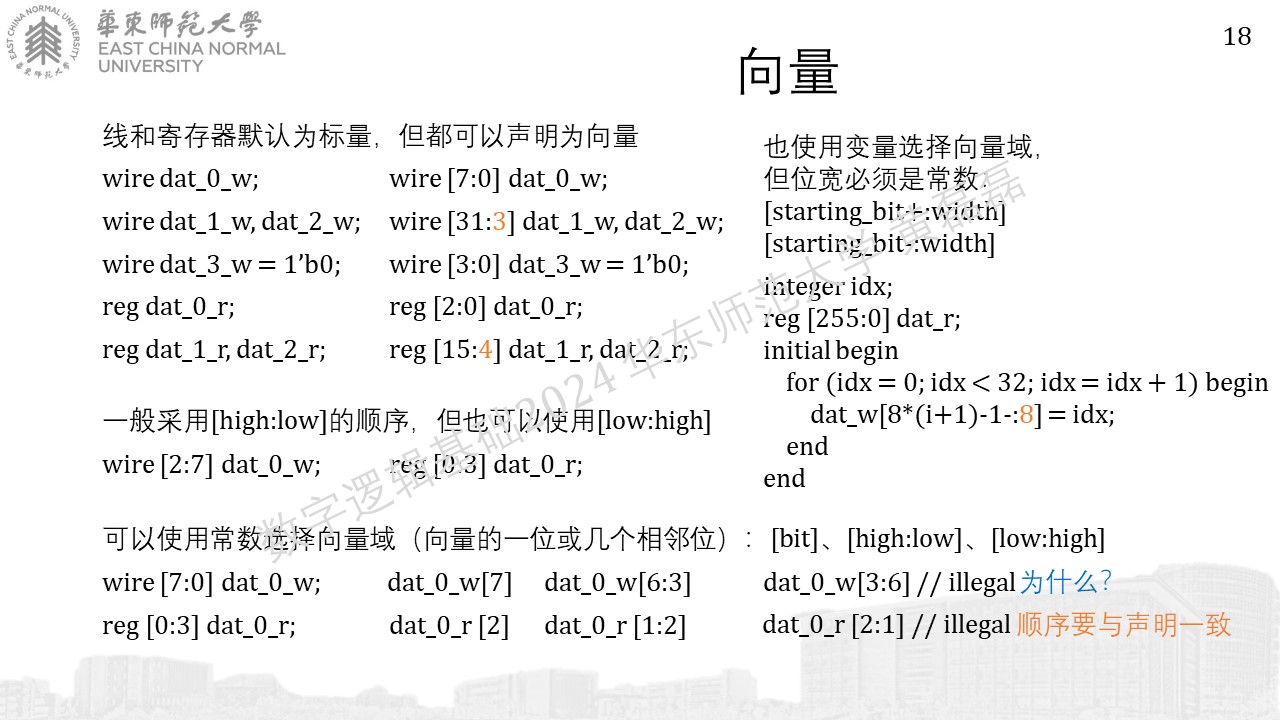 華東師範大學
EAST CHINA NORMAL
UNIVERSITY
EAST CHINA NORMAL UNIVERSITY
華東师范大學
18
向量
线和寄存器默认为标量，但都可以声明为向量
wire dat_0_w; wire [7:0] dat_0_w;
wire dat_1_w, dat_2_w; wire [31:3] dat_1_w, dat_2_w;
wire dat_3_w = 1’b0; wire [3:0] dat_3_w = 1’b0;
reg dat_0_r; reg [2:0] dat_0_r;
reg dat_1_r, dat_2_r; reg [15:4] dat_1_r, dat_2_r;
一般采用[high:low]的顺序，但也可以使用[low:high]
wire [2:7] dat_0_w; reg [0:3] dat_0_r;
也使用变量选择向量域，
但位宽必须是常数：
[starting_bit+:width]
[starting_bit-:width]
integer idx;
reg [255:0] dat_r;
initial begin
for (idx = 0; idx < 32; idx = idx + 1) begin
dat_w[8*(i+1)-1-:8] = idx;
end
end
可以使用常数选择向量域（向量的一位或几个相邻位）： [bit]、[high:low]、[low:high]
wire [7:0] dat_0_w; dat_0_w[7] dat_0_w[6:3] dat_0_w[3:6] // illegal 为什么？
reg [0:3] dat_0_r; dat_0_r [2] dat_0_r [1:2] dat_0_r [2:1] // illegal 顺序要与声明一致
数字逻辑基础2024 华东师范大学 黄磊磊